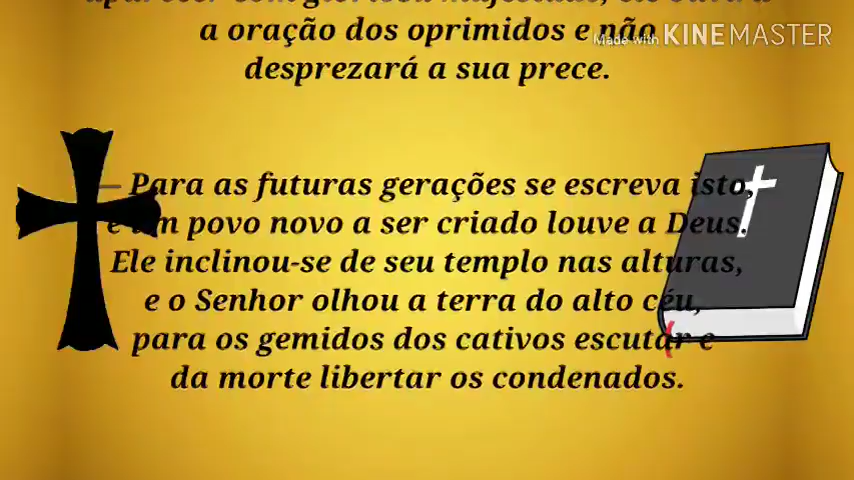 a oração dos oprimidos e não
desprezará a sua prece.
Made with KINEMASTER
— Para as futuras gerações se escreva isto,
e um povo novo a ser criado louve a Deus.
Ele inclinou-se de seu templo nas alturas,
e o Senhor olhou a terra do alto céu,
para os gemidos dos cativos escutar e
da morte libertar os condenados.